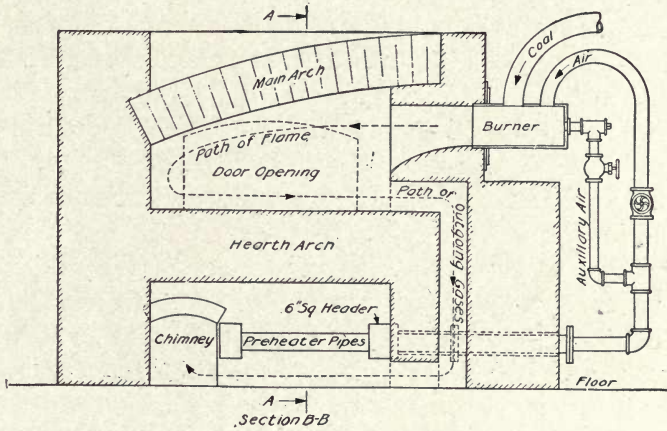 A
Coal
Air
Main Arch
Burner
Path of Flame
Door Opening
Path of
outgoing Gases
Auxillary Air
Hearth Arch
6"Sq Header
Chimney
Preheater Pipes
A
Floor
Section B-B